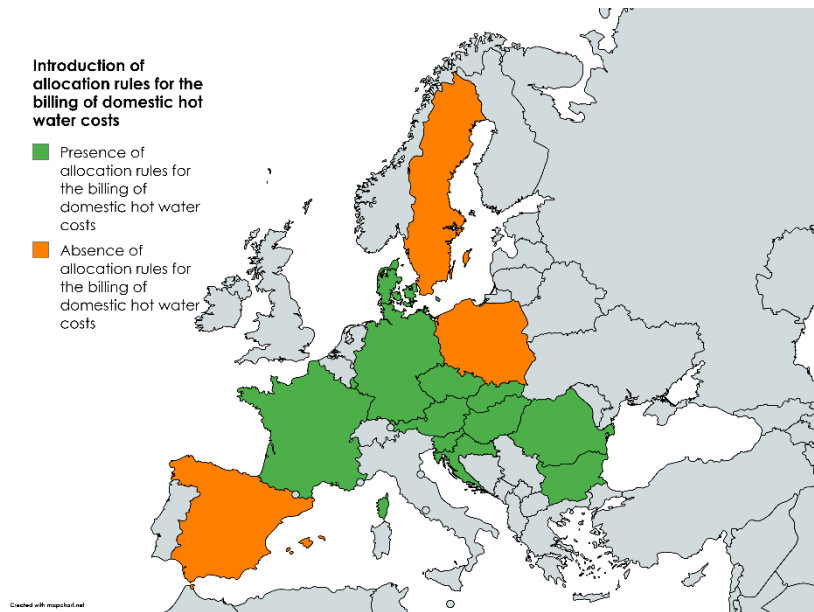 Introduction of
allocation rules for the
billing of domestic hot
water costs
Presence of
allocation rules for
the billing of
domestic hot water
costs
Absence of
allocation rules for
the billing of
domestic hot water
costs
Created with mapchart.net